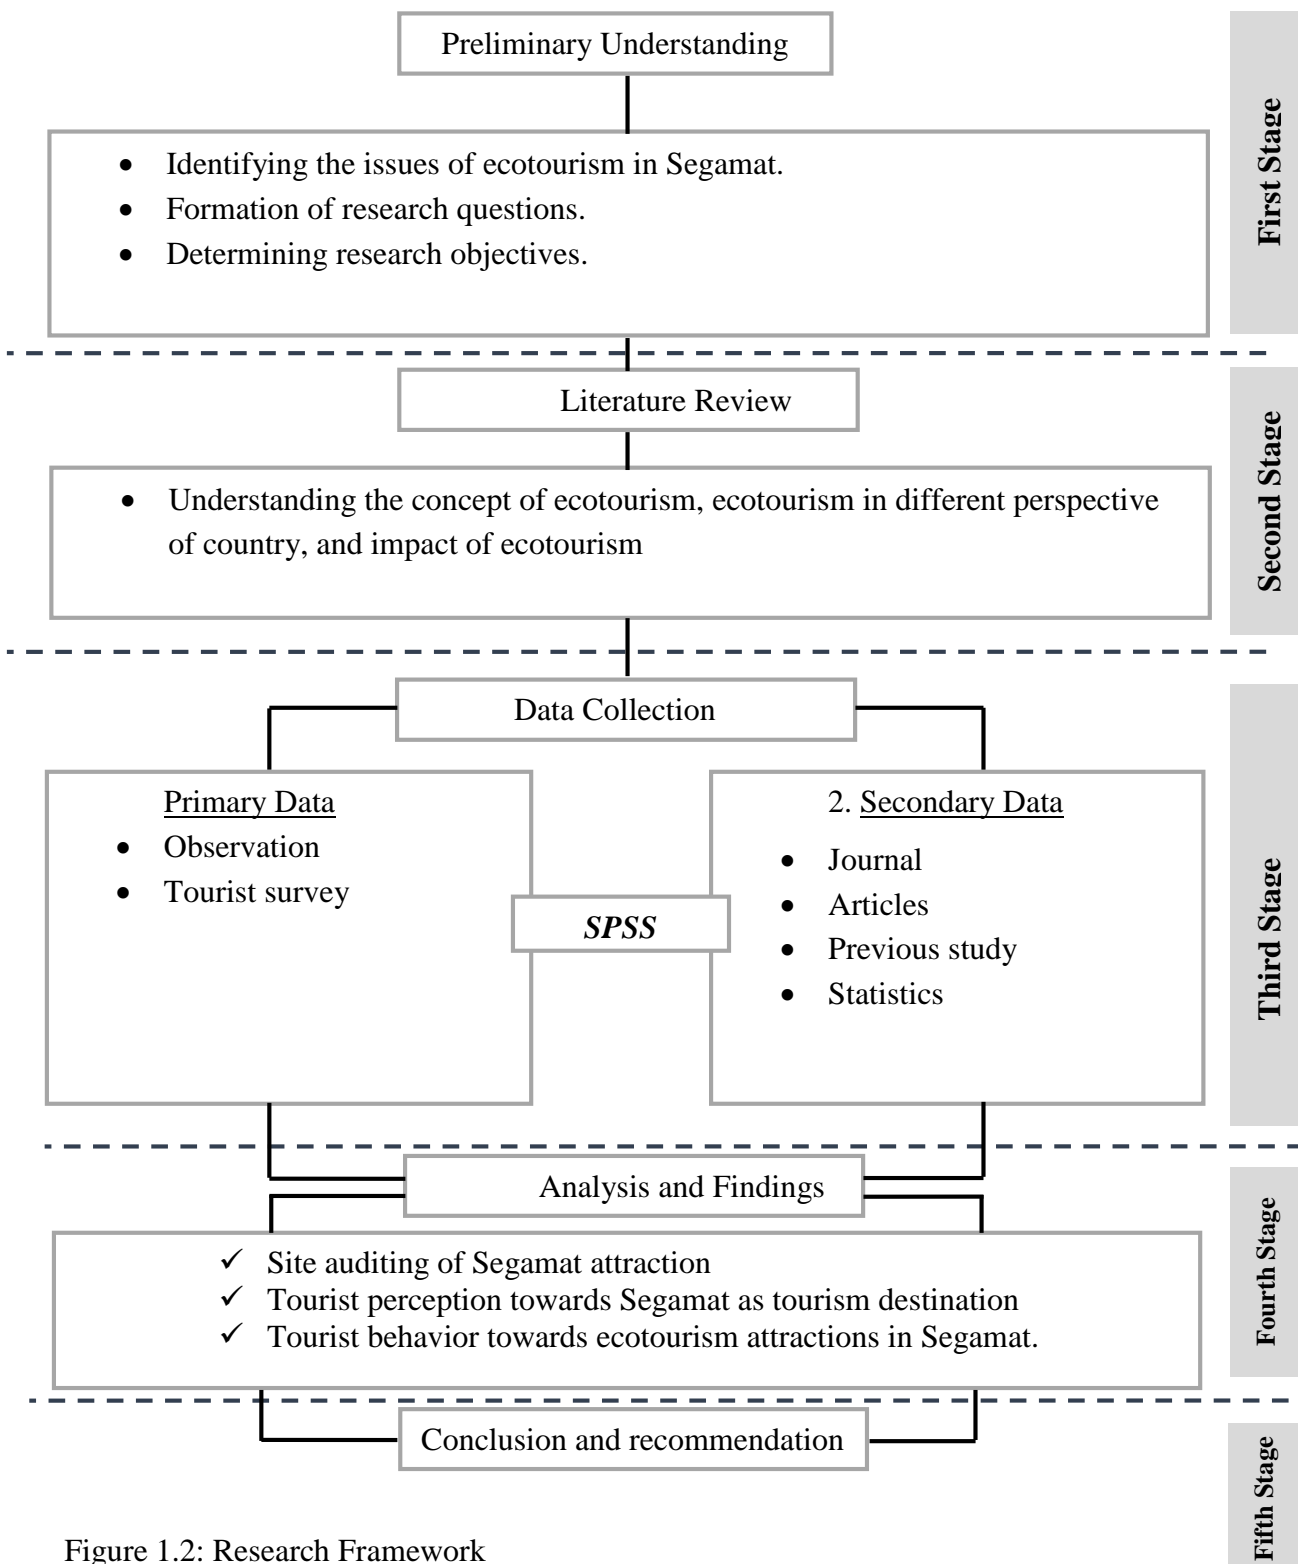 Preliminary Understanding
First Stage
• Identifying the issues of ecotourism in Segamat.
• Formation of research questions.
• Determining research objectives.
Literature Review
Second Stage
• Understanding the concept of ecotourism, ecotourism in different perspective
of country, and impact of ecotourism
Data Collection
Third Stage
Primary Data
• Observation
• Tourist survey
SPSS
2. Secondary Data
• Journal
• Articles
• Previous study
• Statistics
Analysis and Findings
Fourth Stage
✓ Site auditing of Segamat attraction
✓ Tourist perception towards Segamat as tourism destination
✓ Tourist behavior towards ecotourism attractions in Segamat.
Conclusion and recommendation
Fifth Stage
Figure 1.2: Research Framework